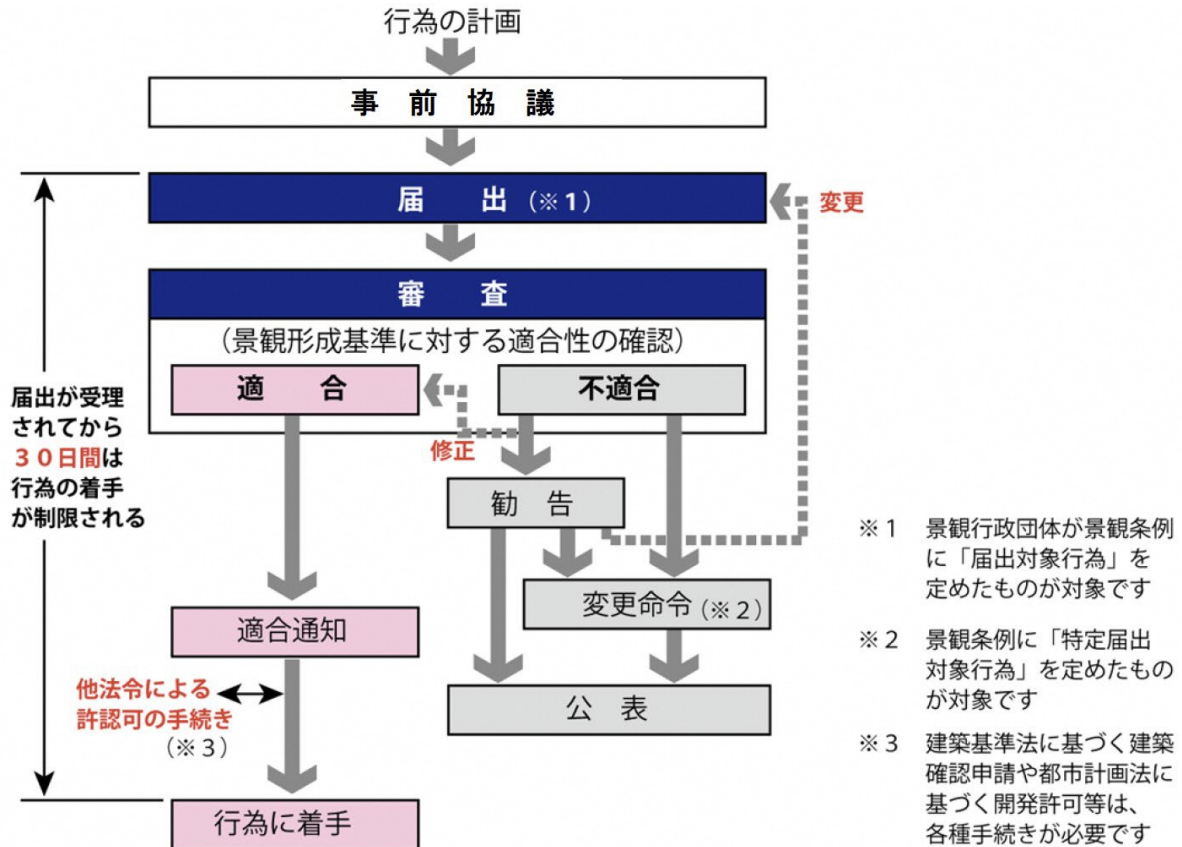 行為の計画
事　前　協　議
届　　出（※１）
変更
審　　査
（景観形成基準に対する適合性の確認）
適　　合
不適合
修正
届出が受理
されてから
３０日間は
行為の着手
が制限される
勧　告
変更命令（※２）
適合通知
公　表
他法令による
許認可の手続き
（※３）
行為に着手
※１　景観行政団体が景観条例
に「届出対象行為」を
定めたものが対象です
※２　景観条例に「特定届出
対象行為」を定めたもの
が対象です
※３　建築基準法に基づく建築
確認申請や都市計画法に
基づく開発許可等は、
各種手続きが必要です